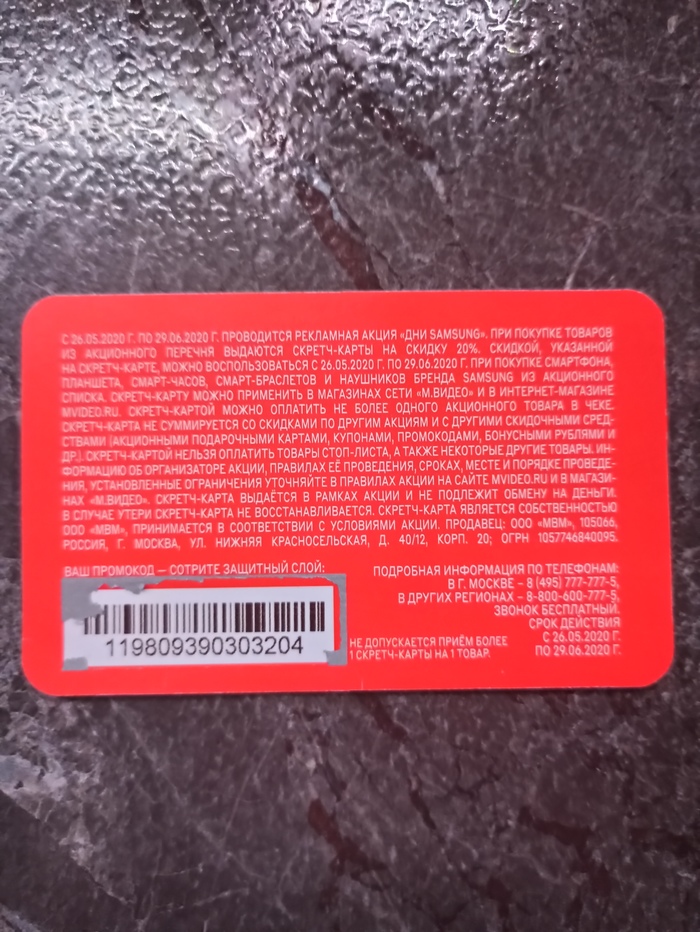 С 26.05.2020 Г. ПО 29.06.2020 Г. ПРОВОДИТСЯ РЕКЛАМНАЯ АКЦИЯ «ДНИ SAMSUNG». ПРИ ПОКУПКЕ ТОВАРОВ
ИЗ АКЦИОННОГО ПЕРЕЧНЯ ВЫДАЮТСЯ СКРЕТЧ-КАРТЫ НА СКИДКУ 20%. СКИДКОЙ, УКАЗАННОЙ
НА СКРЕТЧ-КАРТЕ, МОЖНО ВОСПОЛЬЗОВАТЬСЯ С 26.05.2020 Г. ПО 29.06.2020 Г. ПРИ ПОКУПКЕ СМАРТФОНА,
ПЛАНШЕТА, СМАРТ-ЧАСОВ, СМАРТ-БРАСЛЕТОВ И НАУШНИКОВ БРЕНДА SAMSUNG ИЗ АКЦИОННОГО
СПИСКА. СКРЕТЧ-КАРТУ МОЖНО ПРИМЕНИТЬ В МАГАЗИНАХ СЕТИ «М.ВИДЕО» И В ИНТЕРНЕТ-МАГАЗИНЕ
MVIDEO.RU. СКРЕТЧ-КАРТОЙ МОЖНО ОПЛАТИТЬ НЕ БОЛЕЕ ОДНОГО АКЦИОННОГО ТОВАРА В ЧЕКЕ.
СКРЕТЧ-КАРТА НЕ СУММИРУЕТСЯ СО СКИДКАМИ ПО ДРУГИМ АКЦИЯМ И С ДРУГИМИ СКИДОЧНЫМИ СРЕД-
СТВАМИ (АКЦИОННЫМИ ПОДАРОЧНЫМИ КАРТАМИ, КУПОНАМИ, ПРОМОКОДАМИ, БОНУСНЫМИ РУБЛЯМИ И
ДР.). СКРЕТЧ-КАРТОЙ НЕЛЬЗЯ ОПЛАТИТЬ ТОВАРЫ СТОП-ЛИСТА, А ТАКЖЕ НЕКОТОРЫЕ ДРУГИЕ ТОВАРЫ. ИН-
ФОРМАЦИЮ ОБ ОРГАНИЗАТОРЕ АКЦИИ, ПРАВИЛАХ ЕЁ ПРОВЕДЕНИЯ, СРОКАХ, МЕСТЕ И ПОРЯДКЕ ПРОВЕДЕ-
НИЯ, УСТАНОВЛЕННЫЕ ОГРАНИЧЕНИЯ УТОЧНЯЙТЕ В ПРАВИЛАХ АКЦИИ НА САЙТЕ MVIDEO.RU И В МАГАЗИ-
НАХ «М.ВИДЕО». СКРЕТЧ-КАРТА ВЫДАЁТСЯ В РАМКАХ АКЦИИ И НЕ ПОДЛЕЖИТ ОБМЕНУ НА ДЕНЬГИ.
В СЛУЧАЕ УТЕРИ СКРЕТЧ-КАРТА НЕ ВОССТАНАВЛИВАЕТСЯ. СКРЕТЧ-КАРТА ЯВЛЯЕТСЯ СОБСТВЕННОСТЬЮ
ООО «МВМ», ПРИНИМАЕТСЯ В СООТВЕТСТВИИ С УСЛОВИЯМИ АКЦИИ. ПРОДАВЕЦ: ООО «МВМ», 105066,
РОССИЯ, Г. МОСКВА, УЛ. НИЖНЯЯ КРАСНОСЕЛЬСКАЯ, Д. 40/12, КОРП. 20; ОГРН 1057746840095.
ВАШ ПРОМОКОД — СОТРИТЕ ЗАЩИТНЫЙ СЛОЙ:
119809390303204
ПОДРОБНАЯ ИНФОРМАЦИЯ ПО ТЕЛЕФОНАМ:
В Г. МОСКВЕ – 8 (495) 777-777-5,
В ДРУГИХ РЕГИОНАХ – 8-800-600-777-5,
ЗВОНОК БЕСПЛАТНЫЙ.
СРОК ДЕЙСТВИЯ
С 26.05.2020 Г.
ПО 29.06.2020 Г.
НЕ ДОПУСКАЕТСЯ ПРИЁМ БОЛЕЕ
1 СКРЕТЧ-КАРТЫ НА 1 ТОВАР.